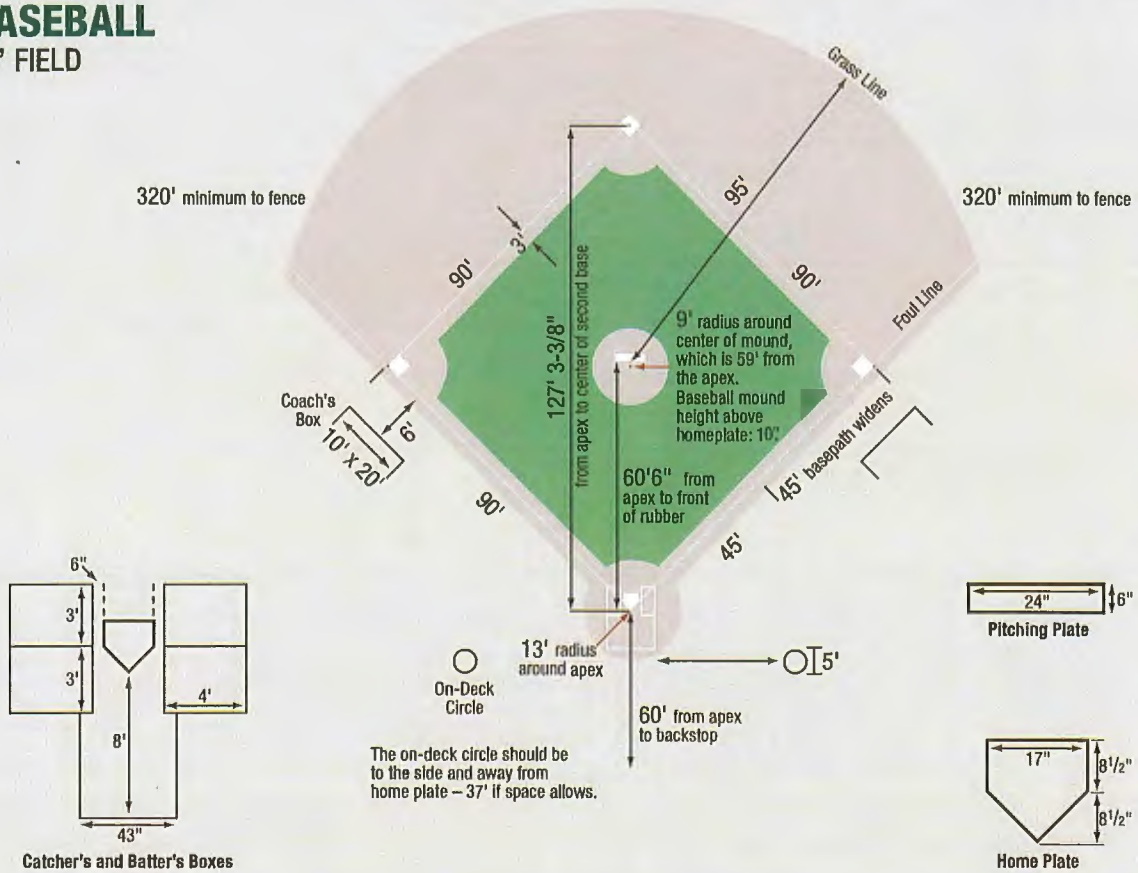 ASEBALL
' FIELD
Grass Line
320' minimum to fence
320' minimum to fence
95'
3'
90'
90'
Foul Line
127' 3-3/8"
from apex to center of second base
9' radius around
center of mound,
which is 59' from
the apex.
Baseball mound
height above
homeplate: 10".
Coach's
Box
10' X 20'
6'
45' basepath widens
60'6" from
apex to front
of rubber
90'
45'
6"
3'
3'
4'
8'
43"
Catcher's and Batter's Boxes
13' radius
around apex
On-Deck
Circle
5'
60' from apex
to backstop
The on-deck circle should be
to the side and away from
home plate – 37' if space allows.
24"
6"
Pitching Plate
17"
8 1/2"
8 1/2"
Home Plate